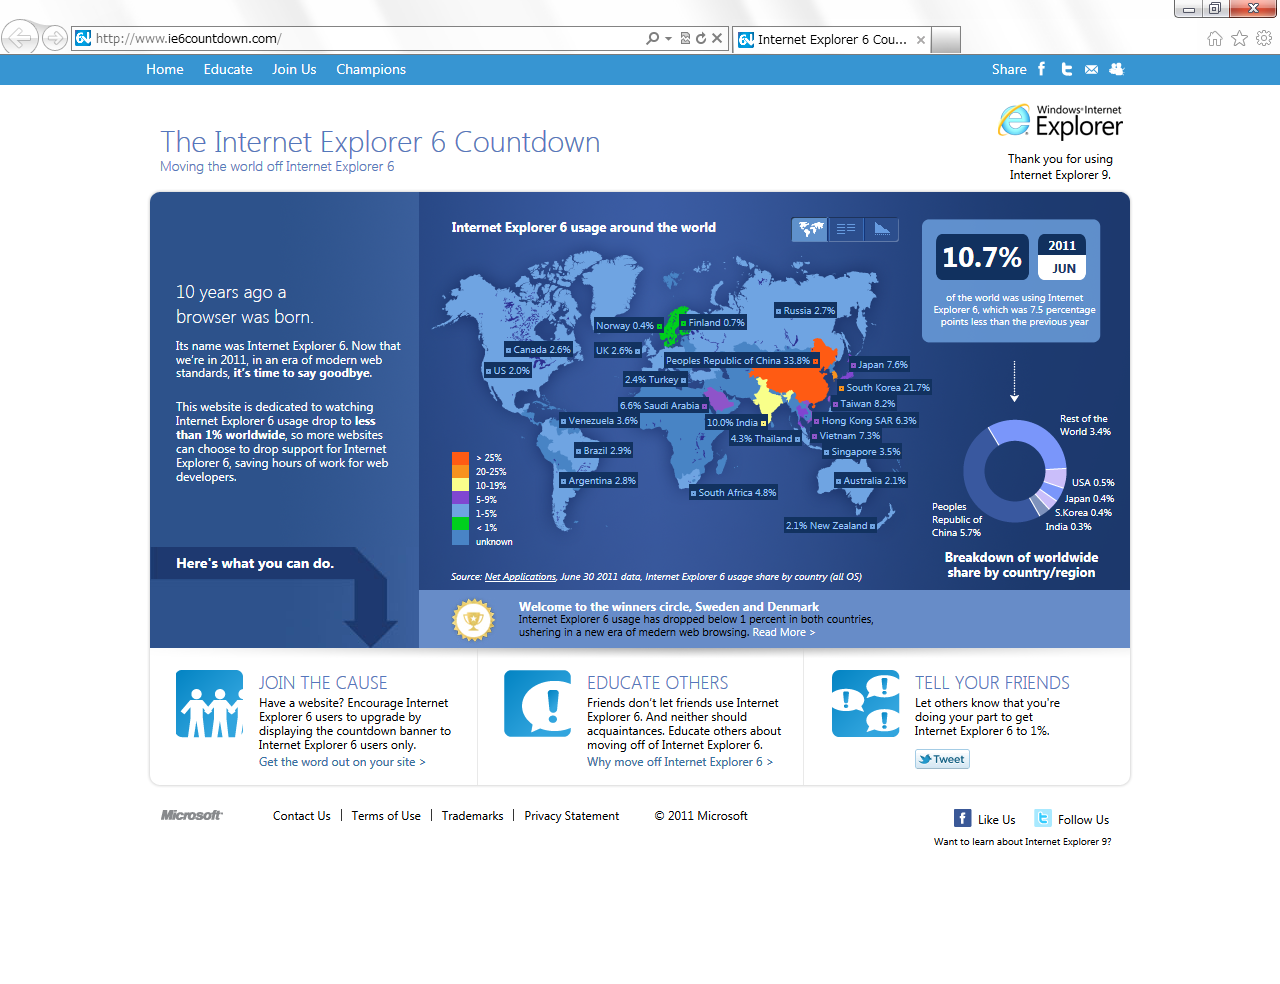 http://www.ie6countdown.com/
Internet Explorer 6 Cou...
Home
Educate
Join Us
Champions
Share
Windows Internet
Explorer
The Internet Explorer 6 Countdown
Moving the world off Internet Explorer 6
Thank you for using
Internet Explorer 9.
10 years ago a
browser was born.
Its name was Internet Explorer 6. Now that
we're in 2011, in an era of modern web
standards, it's time to say goodbye.
This website is dedicated to watching
Internet Explorer 6 usage drop to less
than 1% worldwide, so more websites
can choose to drop support for Internet
Explorer 6, saving hours of work for web
developers.
Here's what you can do.
Internet Explorer 6 usage around the world
Russia 2.7%
Norway 0.4%
Finland 0.7%
Canada 2.6%
UK 2.6%
Peoples Republic of China 33.8%
Japan 7.6%
US 2.0%
2.4% Turkey
South Korea 21.7%
6.6% Saudi Arabia
Taiwan 8.2%
Venezuela 3.6%
10.0% India
Hong Kong SAR 6.3%
4.3% Thailand
Vietnam 7.3%
Brazil 2.9%
Singapore 3.5%
Argentina 2.8%
Australia 2.1%
South Africa 4.8%
2.1% New Zealand
> 25%
20-25%
10-19%
5-9%
1-5%
< 1%
unknown
Source: Net Applications, June 30 2011 data, Internet Explorer 6 usage share by country (all OS)
10.7%
2011
JUN
of the world was using Internet
Explorer 6, which was 7.5 percentage
points less than the previous year
Rest of the
World 3.4%
USA 0.5%
Japan 0.4%
S.Korea 0.4%
India 0.3%
Peoples
Republic of
China 5.7%
Breakdown of worldwide
share by country/region
Welcome to the winners circle, Sweden and Denmark
Internet Explorer 6 usage has dropped below 1 percent in both countries,
ushering in a new era of medern web browsing. Read More >
JOIN THE CAUSE
Have a website? Encourage Internet
Explorer 6 users to upgrade by
displaying the countdown banner to
Internet Explorer 6 users only.
Get the word out on your site >
EDUCATE OTHERS
Friends don't let friends use Internet
Explorer 6. And neither should
acquaintances. Educate others about
moving off of Internet Explorer 6.
Why move off Internet Explorer 6 >
TELL YOUR FRIENDS
Let others know that you're
doing your part to get
Internet Explorer 6 to 1%.
Tweet
Microsoft
Contact Us
Terms of Use
Trademarks
Privacy Statement
© 2011 Microsoft
Like Us
Follow Us
Want to learn about Internet Explorer 9?